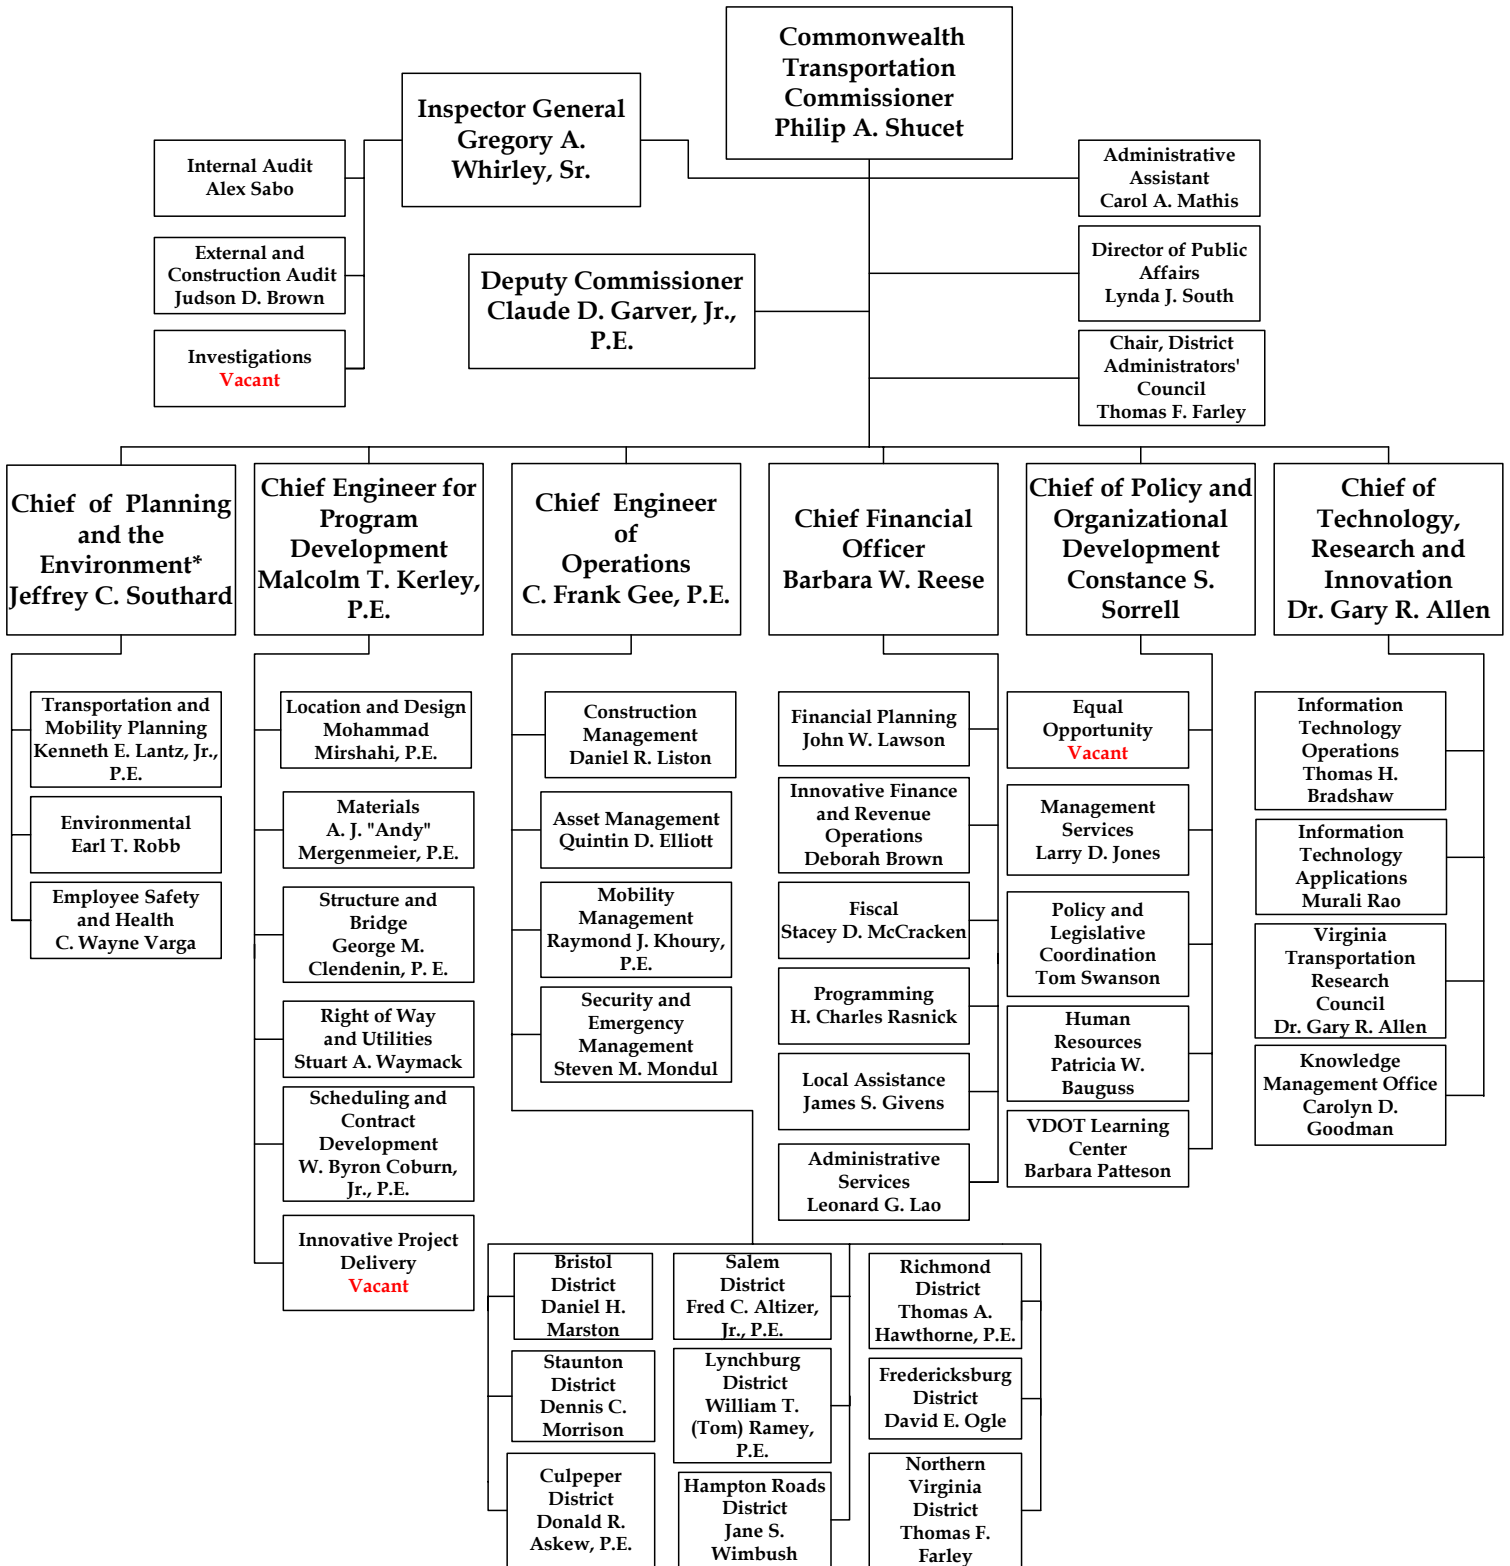 Commonwealth
Transportation
Commissioner
Philip A. Shucet
Inspector General
Gregory A.
Whirley, Sr.
Internal Audit
Alex Sabo
External and
Construction Audit
Judson D. Brown
Investigations
Vacant
Administrative
Assistant
Carol A. Mathis
Director of Public
Affairs
Lynda J. South
Chair, District
Administrators'
Council
Thomas F. Farley
Deputy Commissioner
Claude D. Garver, Jr.,
P.E.
Chief of Planning
and the
Environment*
Jeffrey C. Southard
Chief Engineer for
Program
Development
Malcolm T. Kerley,
P.E.
Chief Engineer
of
Operations
C. Frank Gee, P.E.
Chief Financial
Officer
Barbara W. Reese
Chief of Policy and
Organizational
Development
Constance S.
Sorrell
Chief of
Technology,
Research and
Innovation
Dr. Gary R. Allen
Transportation and
Mobility Planning
Kenneth E. Lantz, Jr.,
P.E.
Environmental
Earl T. Robb
Employee Safety
and Health
C. Wayne Varga
Location and Design
Mohammad
Mirshahi, P.E.
Materials
A. J. "Andy"
Mergenmeier, P.E.
Structure and
Bridge
George M.
Clendenin, P. E.
Right of Way
and Utilities
Stuart A. Waymack
Scheduling and
Contract
Development
W. Byron Coburn,
Jr., P.E.
Innovative Project
Delivery
Vacant
Construction
Management
Daniel R. Liston
Asset Management
Quintin D. Elliott
Mobility
Management
Raymond J. Khoury,
P.E.
Security and
Emergency
Management
Steven M. Mondul
Financial Planning
John W. Lawson
Innovative Finance
and Revenue
Operations
Deborah Brown
Fiscal
Stacey D. McCracken
Programming
H. Charles Rasnick
Local Assistance
James S. Givens
Administrative
Services
Leonard G. Lao
Equal
Opportunity
Vacant
Management
Services
Larry D. Jones
Policy and
Legislative
Coordination
Tom Swanson
Human
Resources
Patricia W.
Bauguss
VDOT Learning
Center
Barbara Patteson
Information
Technology
Operations
Thomas H.
Bradshaw
Information
Technology
Applications
Murali Rao
Virginia
Transportation
Research
Council
Dr. Gary R. Allen
Knowledge
Management Office
Carolyn D.
Goodman
Bristol
District
Daniel H.
Marston
Staunton
District
Dennis C.
Morrison
Culpeper
District
Donald R.
Askew, P.E.
Salem
District
Fred C. Altizer,
Jr., P.E.
Lynchburg
District
William T.
(Tom) Ramey,
P.E.
Hampton Roads
District
Jane S.
Wimbush
Richmond
District
Thomas A.
Hawthorne, P.E.
Fredericksburg
District
David E. Ogle
Northern
Virginia
District
Thomas F.
Farley